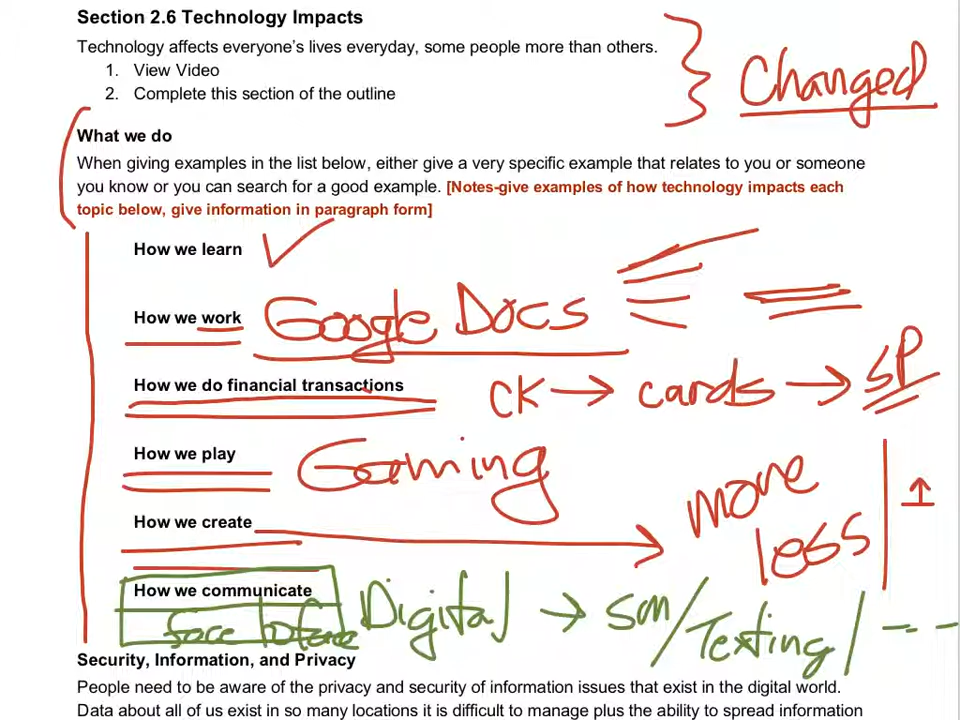 Section 2.6 Technology Impacts
Technology affects everyone's lives everyday, some people more than others.
1. View Video
2. Complete this section of the outline
Changed
What we do
When giving examples in the list below, either give a very specific example that relates to you or someone
you know or you can search for a good example. [Notes-give examples of how technology impacts each
topic below, give information in paragraph form]
How we learn
How we work Google Docs
How we do financial transactions
CK → cards → SP
How we play Gaming
more
How we create
less
How we communicate
face to face Digital → SM/Texting/
Security, Information, and Privacy
People need to be aware of the privacy and security of information issues that exist in the digital world.
Data about all of us exist in so many locations it is difficult to manage plus the ability to spread information